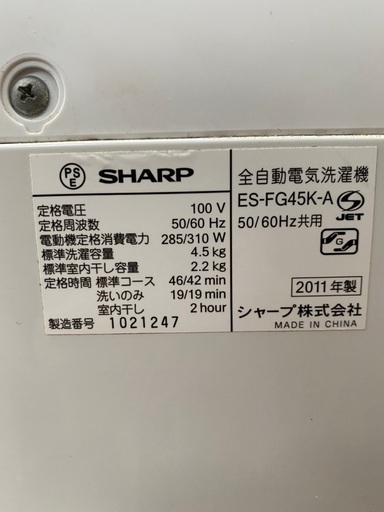 PS
E
SHARP
定格電圧 100 V
定格周波数 50/60 Hz
電動機定格消費電力 285/310 W
標準洗濯容量 4.5 kg
標準室内干し容量 2.2 kg
定格時間 標準コース 46/42 min
洗いのみ 19/19 min
室内干し 2 hour
製造番号 1021247
全自動電気洗濯機
ES-FG45K-A
50/60Hz共用
S
JET
G
2011年製
シャープ株式会社
MADE IN CHINA